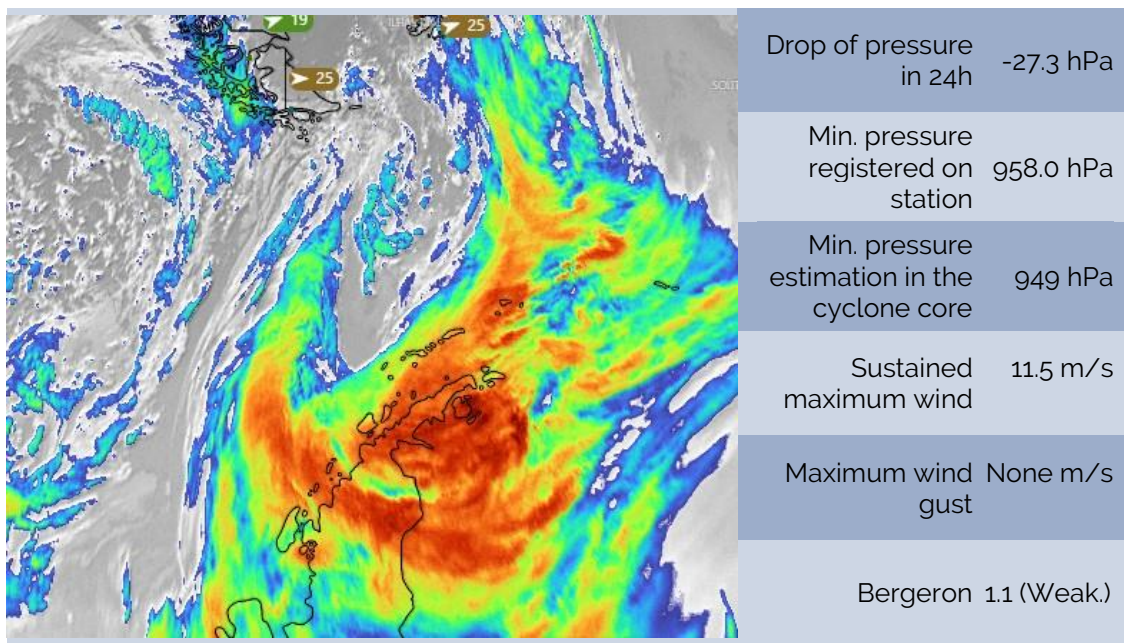 19
25
25
Drop of pressure
in 24h
-27.3 hPa
Min. pressure
registered on
station
958.0 hPa
Min. pressure
estimation in the
cyclone core
949 hPa
Sustained
maximum wind
11.5 m/s
Maximum wind
gust
None m/s
Bergeron
1.1 (Weak.)